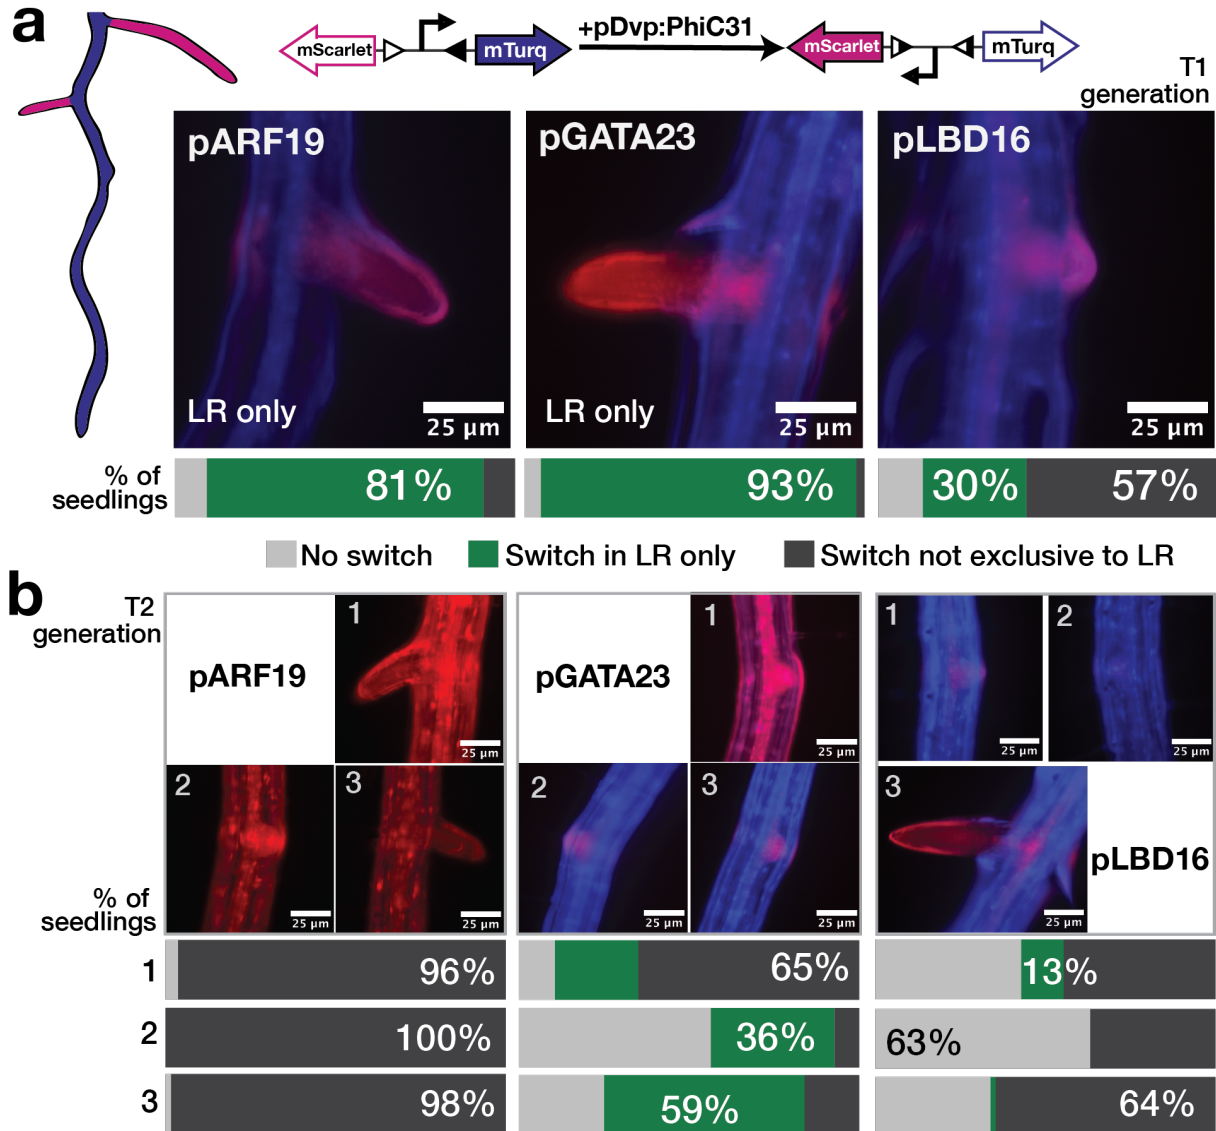 a
mScarlet
mTurq
+pDvp:PhiC31
mScarlet
mTurq
T1
generation
pARF19
LR only
25 µm
pGATA23
LR only
25 µm
pLBD16
25 µm
% of
seedlings
81%
93%
30%
57%
No switch
Switch in LR only
Switch not exclusive to LR
b
T2
generation
pARF19
1
25 µm
2
25 µm
3
25 µm
pGATA23
1
25 µm
2
25 µm
3
25 µm
1
25 µm
2
25 µm
3
25 µm
pLBD16
% of
seedlings
1
96%
65%
13%
2
100%
36%
63%
3
98%
59%
64%